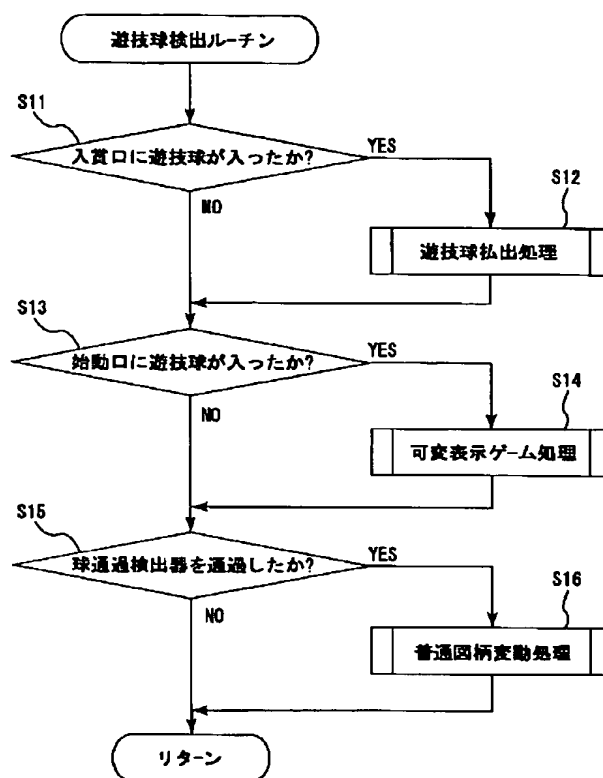 遊技球検出ルーチン
S11
入賞口に遊技球が入ったか?
YES
NO
S12
遊技球払出処理
S13
始動口に遊技球が入ったか?
YES
NO
S14
可変表示ゲーム処理
S15
球通過検出器を通過したか?
YES
NO
S16
普通図柄変動処理
リターン